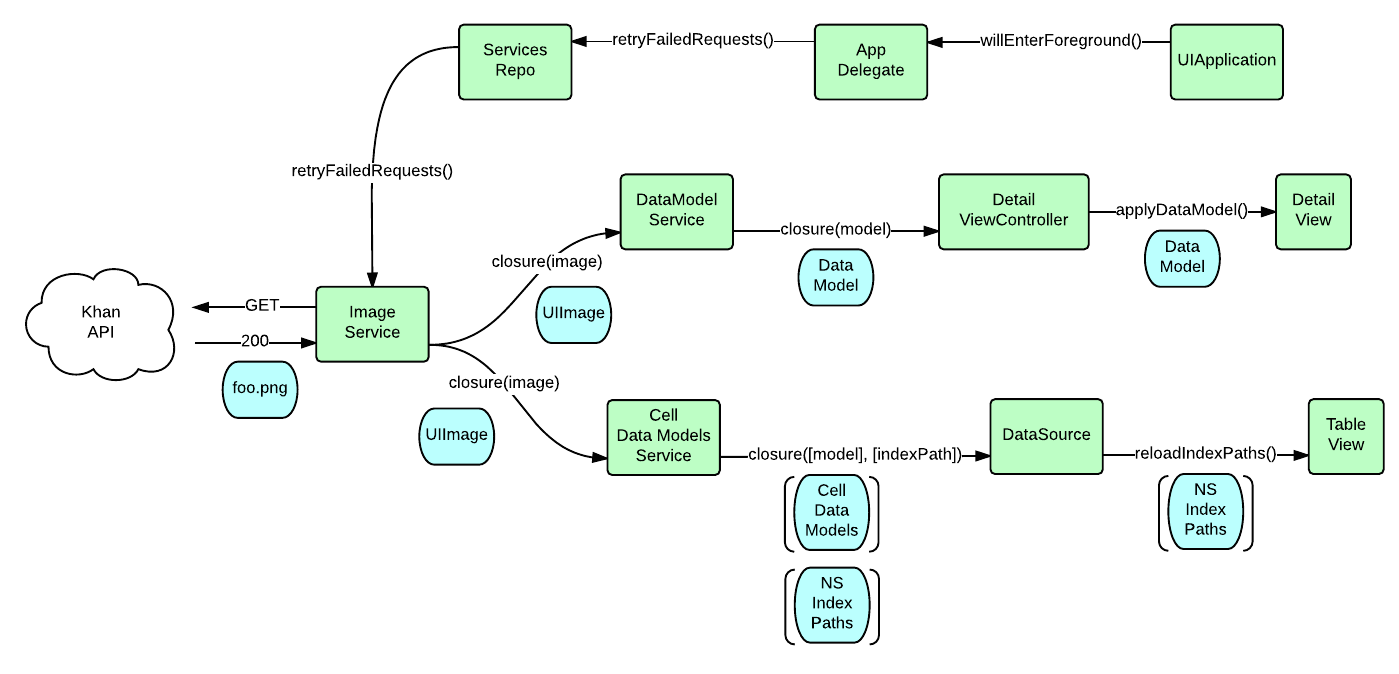 Services
Repo
retryFailedRequests()
App
Delegate
willEnterForeground()
UIApplication
retryFailedRequests()
DataModel
Service
closure(model)
Data
Model
Detail
ViewController
applyDataModel()
Data
Model
Detail
View
Khan
API
GET
200
foo.png
Image
Service
closure(image)
UIImage
closure(image)
UIImage
Cell
Data Models
Service
closure([model], [indexPath])
Cell
Data
Models
NS
Index
Paths
DataSource
reloadIndexPaths()
NS
Index
Paths
Table
View